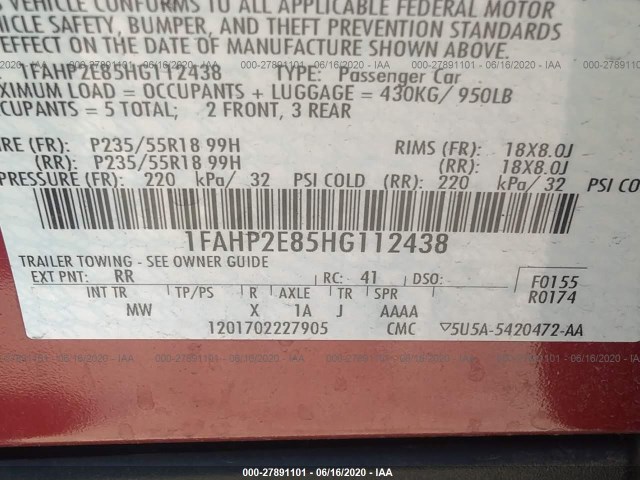 VEHICLE CONFORMS TO ALL APPLICABLE FEDERAL MOTOR
SAFETY, BUMPER, AND THEFT PREVENTION STANDARDS
EFFECT ON THE DATE OF MANUFACTURE SHOWN ABOVE.
1FAHP2E85HG112438 TYPE: Passenger Car
XIMUM LOAD = OCCUPANTS + LUGGAGE = 430KG/ 950LB
CUPANTS = 5 TOTAL; 2 FRONT, 3 REAR
RE (FR): P235/55R18 99H RIMS (FR): 18X8.0J
(RR): P235/55R18 99H (RR): 18X8.0J
PRESSURE (FR): 220 kPa/ 32 PSI COLD (RR): 220 kPa/ 32 PSI CO
1FAHP2E85HG112438
TRAILER TOWING - SEE OWNER GUIDE
EXT PNT: RR RC: 41 DSO: F0155
R0174
INT TR TP/PS R AXLE TR SPR
MW X 1A J AAAA
1201702227905 CMC ▽5U5A-5420472-AA
000-27891101 - 06/16/2020 - IAA